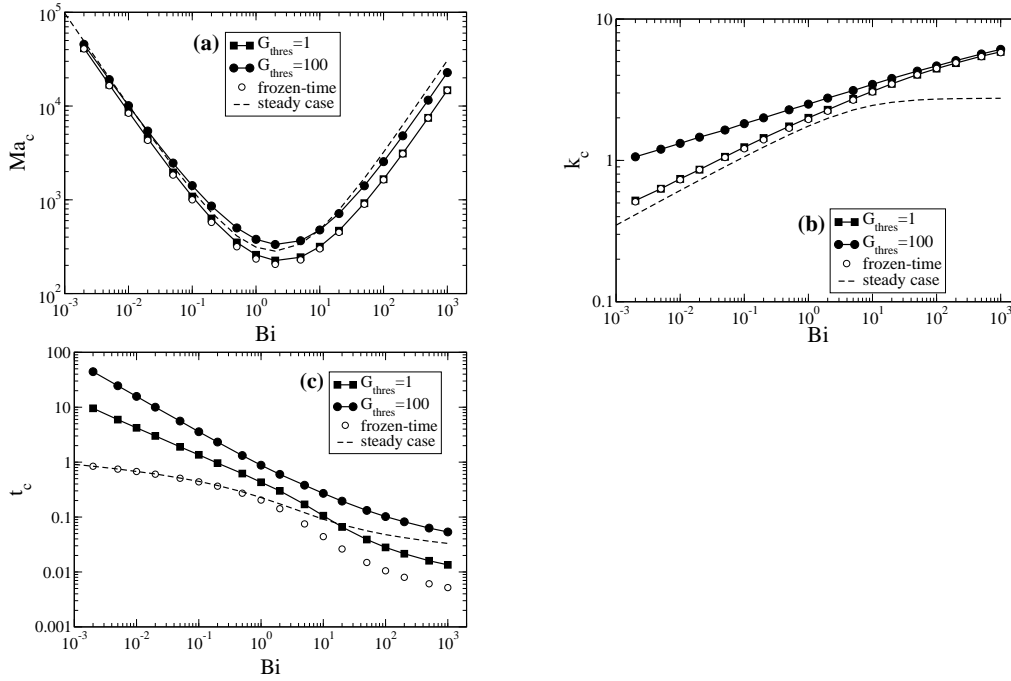 10^5
10^4
10^3
10^2
Ma_c
(a)
G_thres=1
G_thres=100
frozen-time
steady case
10^-3 10^-2 10^-1 10^0 10^1 10^2 10^3
Bi
10
1
0.1
k_c
(b)
G_thres=1
G_thres=100
frozen-time
steady case
10^-3 10^-2 10^-1 10^0 10^1 10^2 10^3
Bi
100
10
1
0.1
0.01
0.001
t_c
(c)
G_thres=1
G_thres=100
frozen-time
steady case
10^-3 10^-2 10^-1 10^0 10^1 10^2 10^3
Bi